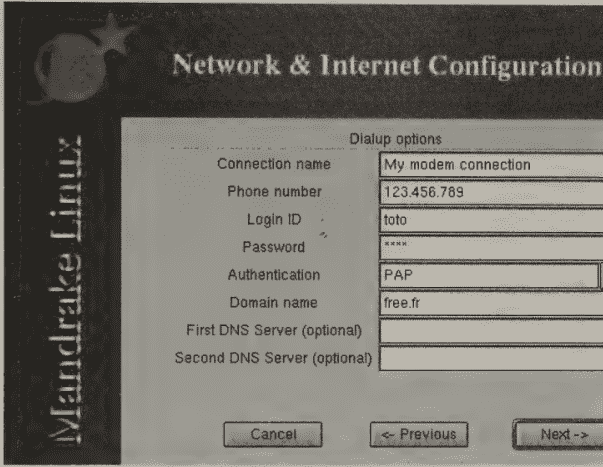 Network & Internet Configuration
Mandrake Linux
Dialup options
Connection name My modem connection
Phone number 123.456.789
Login ID toto
Password ****
Authentication PAP
Domain name free.fr
First DNS Server (optional)
Second DNS Server (optional)
Cancel <- Previous Next ->